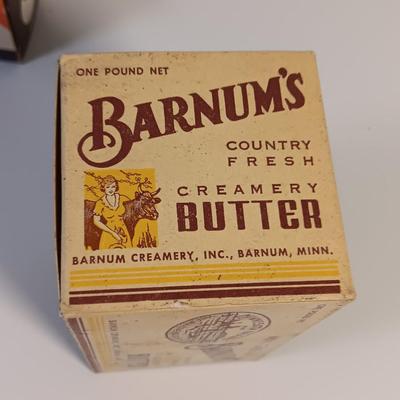 ONE POUND NET
BARNUM'S
COUNTRY
FRESH
CREAMERY
BUTTER
BARNUM CREAMERY, INC., BARNUM, MINN.